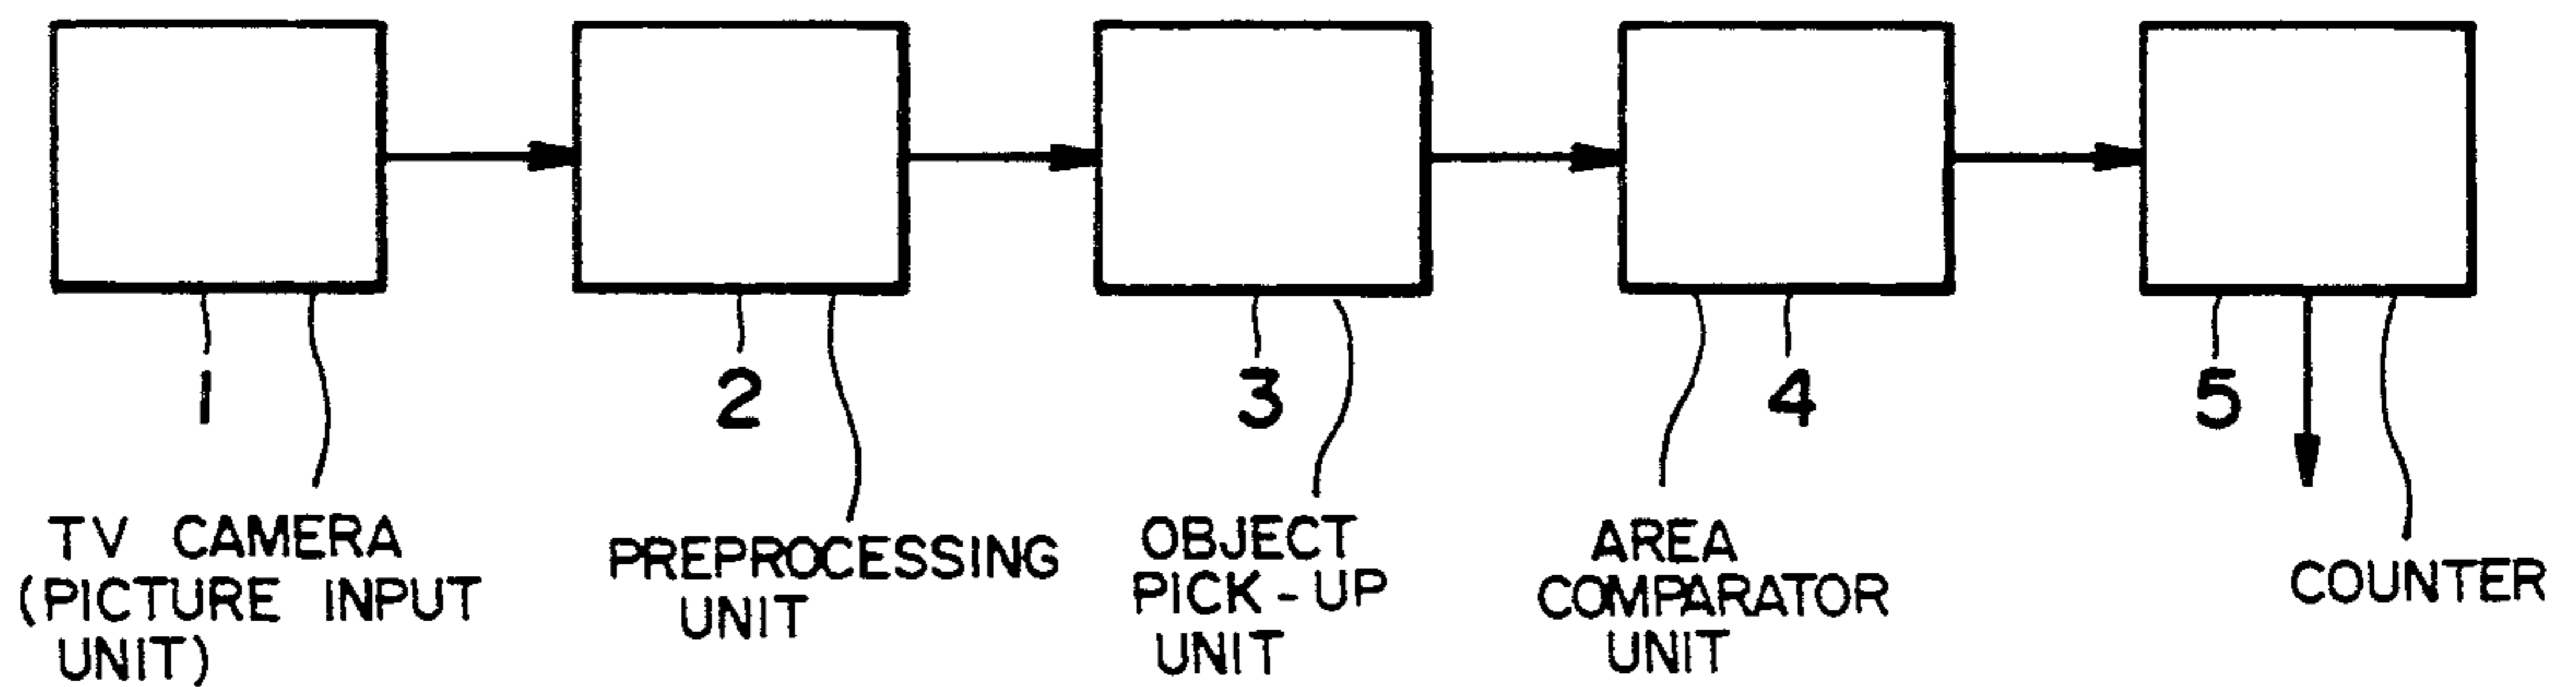 1
2
3
4
5
TV CAMERA
(PICTURE INPUT
UNIT)
PREPROCESSING
UNIT
OBJECT
PICK-UP
UNIT
AREA
COMPARATOR
UNIT
COUNTER